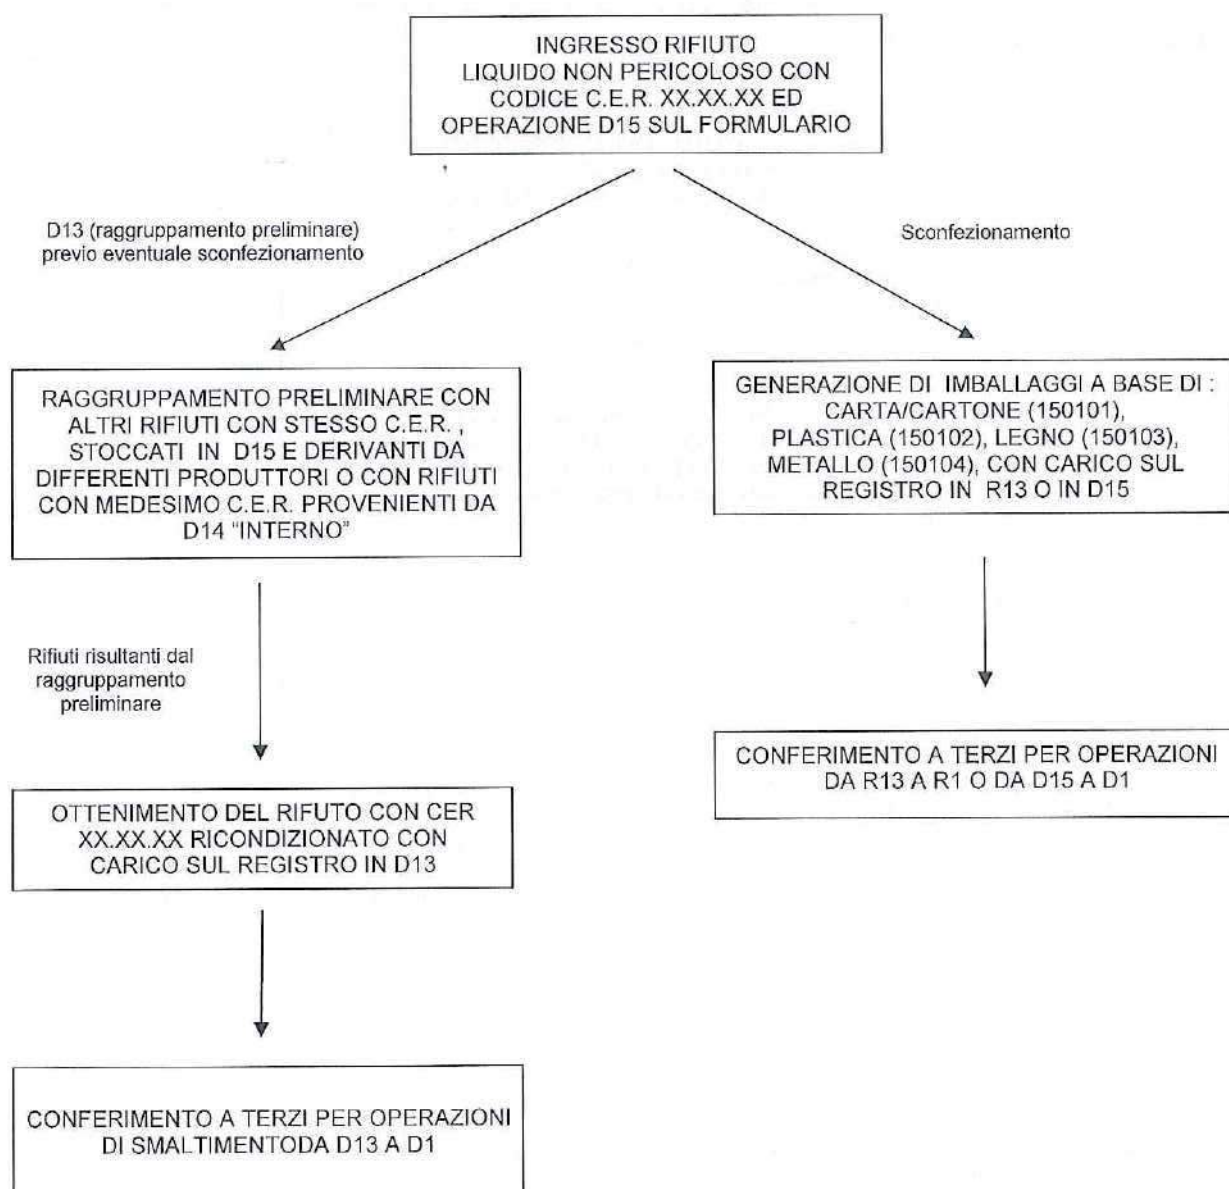 INGRESSO RIFIUTO
LIQUIDO NON PERICOLOSO CON
CODICE C.E.R. XX.XX.XX ED
OPERAZIONE D15 SUL FORMULARIO
D13 (raggruppamento preliminare)
previo eventuale sconfezionamento
Sconfezionamento
RAGGRUPPAMENTO PRELIMINARE CON
ALTRI RIFIUTI CON STESSO C.E.R. ,
STOCCATI IN D15 E DERIVANTI DA
DIFFERENTI PRODUTTORI O CON RIFIUTI
CON MEDESIMO C.E.R. PROVENIENTI DA
D14 "INTERNO"
GENERAZIONE DI IMBALLAGGI A BASE DI :
CARTA/CARTONE (150101),
PLASTICA (150102), LEGNO (150103),
METALLO (150104), CON CARICO SUL
REGISTRO IN R13 O IN D15
Rifiuti risultanti dal
raggruppamento
preliminare
CONFERIMENTO A TERZI PER OPERAZIONI
DA R13 A R1 O DA D15 A D1
OTTENIMENTO DEL RIFUTO CON CER
XX.XX.XX RICONDIZIONATO CON
CARICO SUL REGISTRO IN D13
CONFERIMENTO A TERZI PER OPERAZIONI
DI SMALTIMENTODA D13 A D1